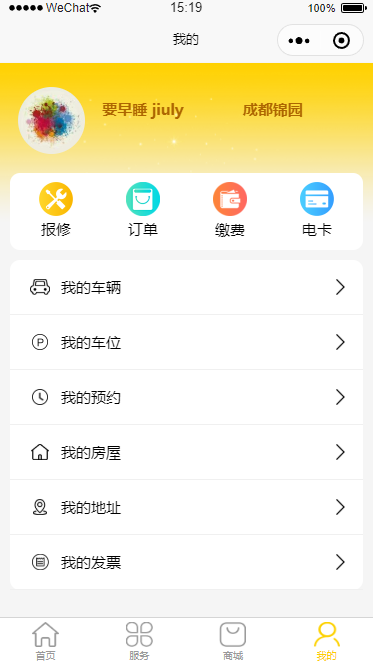 WeChat 15:19 100%
我的
要早睡 jiuly 成都锦园
报修 订单 缴费 电卡
我的车辆
P 我的车位
我的预约
我的房屋
我的地址
我的发票
首页 服务 商城 我的